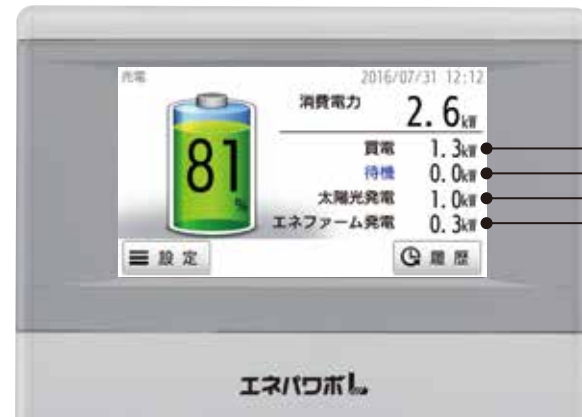 充電
2016/07/31 12:12
消費電力 2.6kW
81%
買電 1.3kW
待機 0.0kW
太陽光発電 1.0kW
エネファーム発電 0.3kW
設定
履歴
エネパワボL